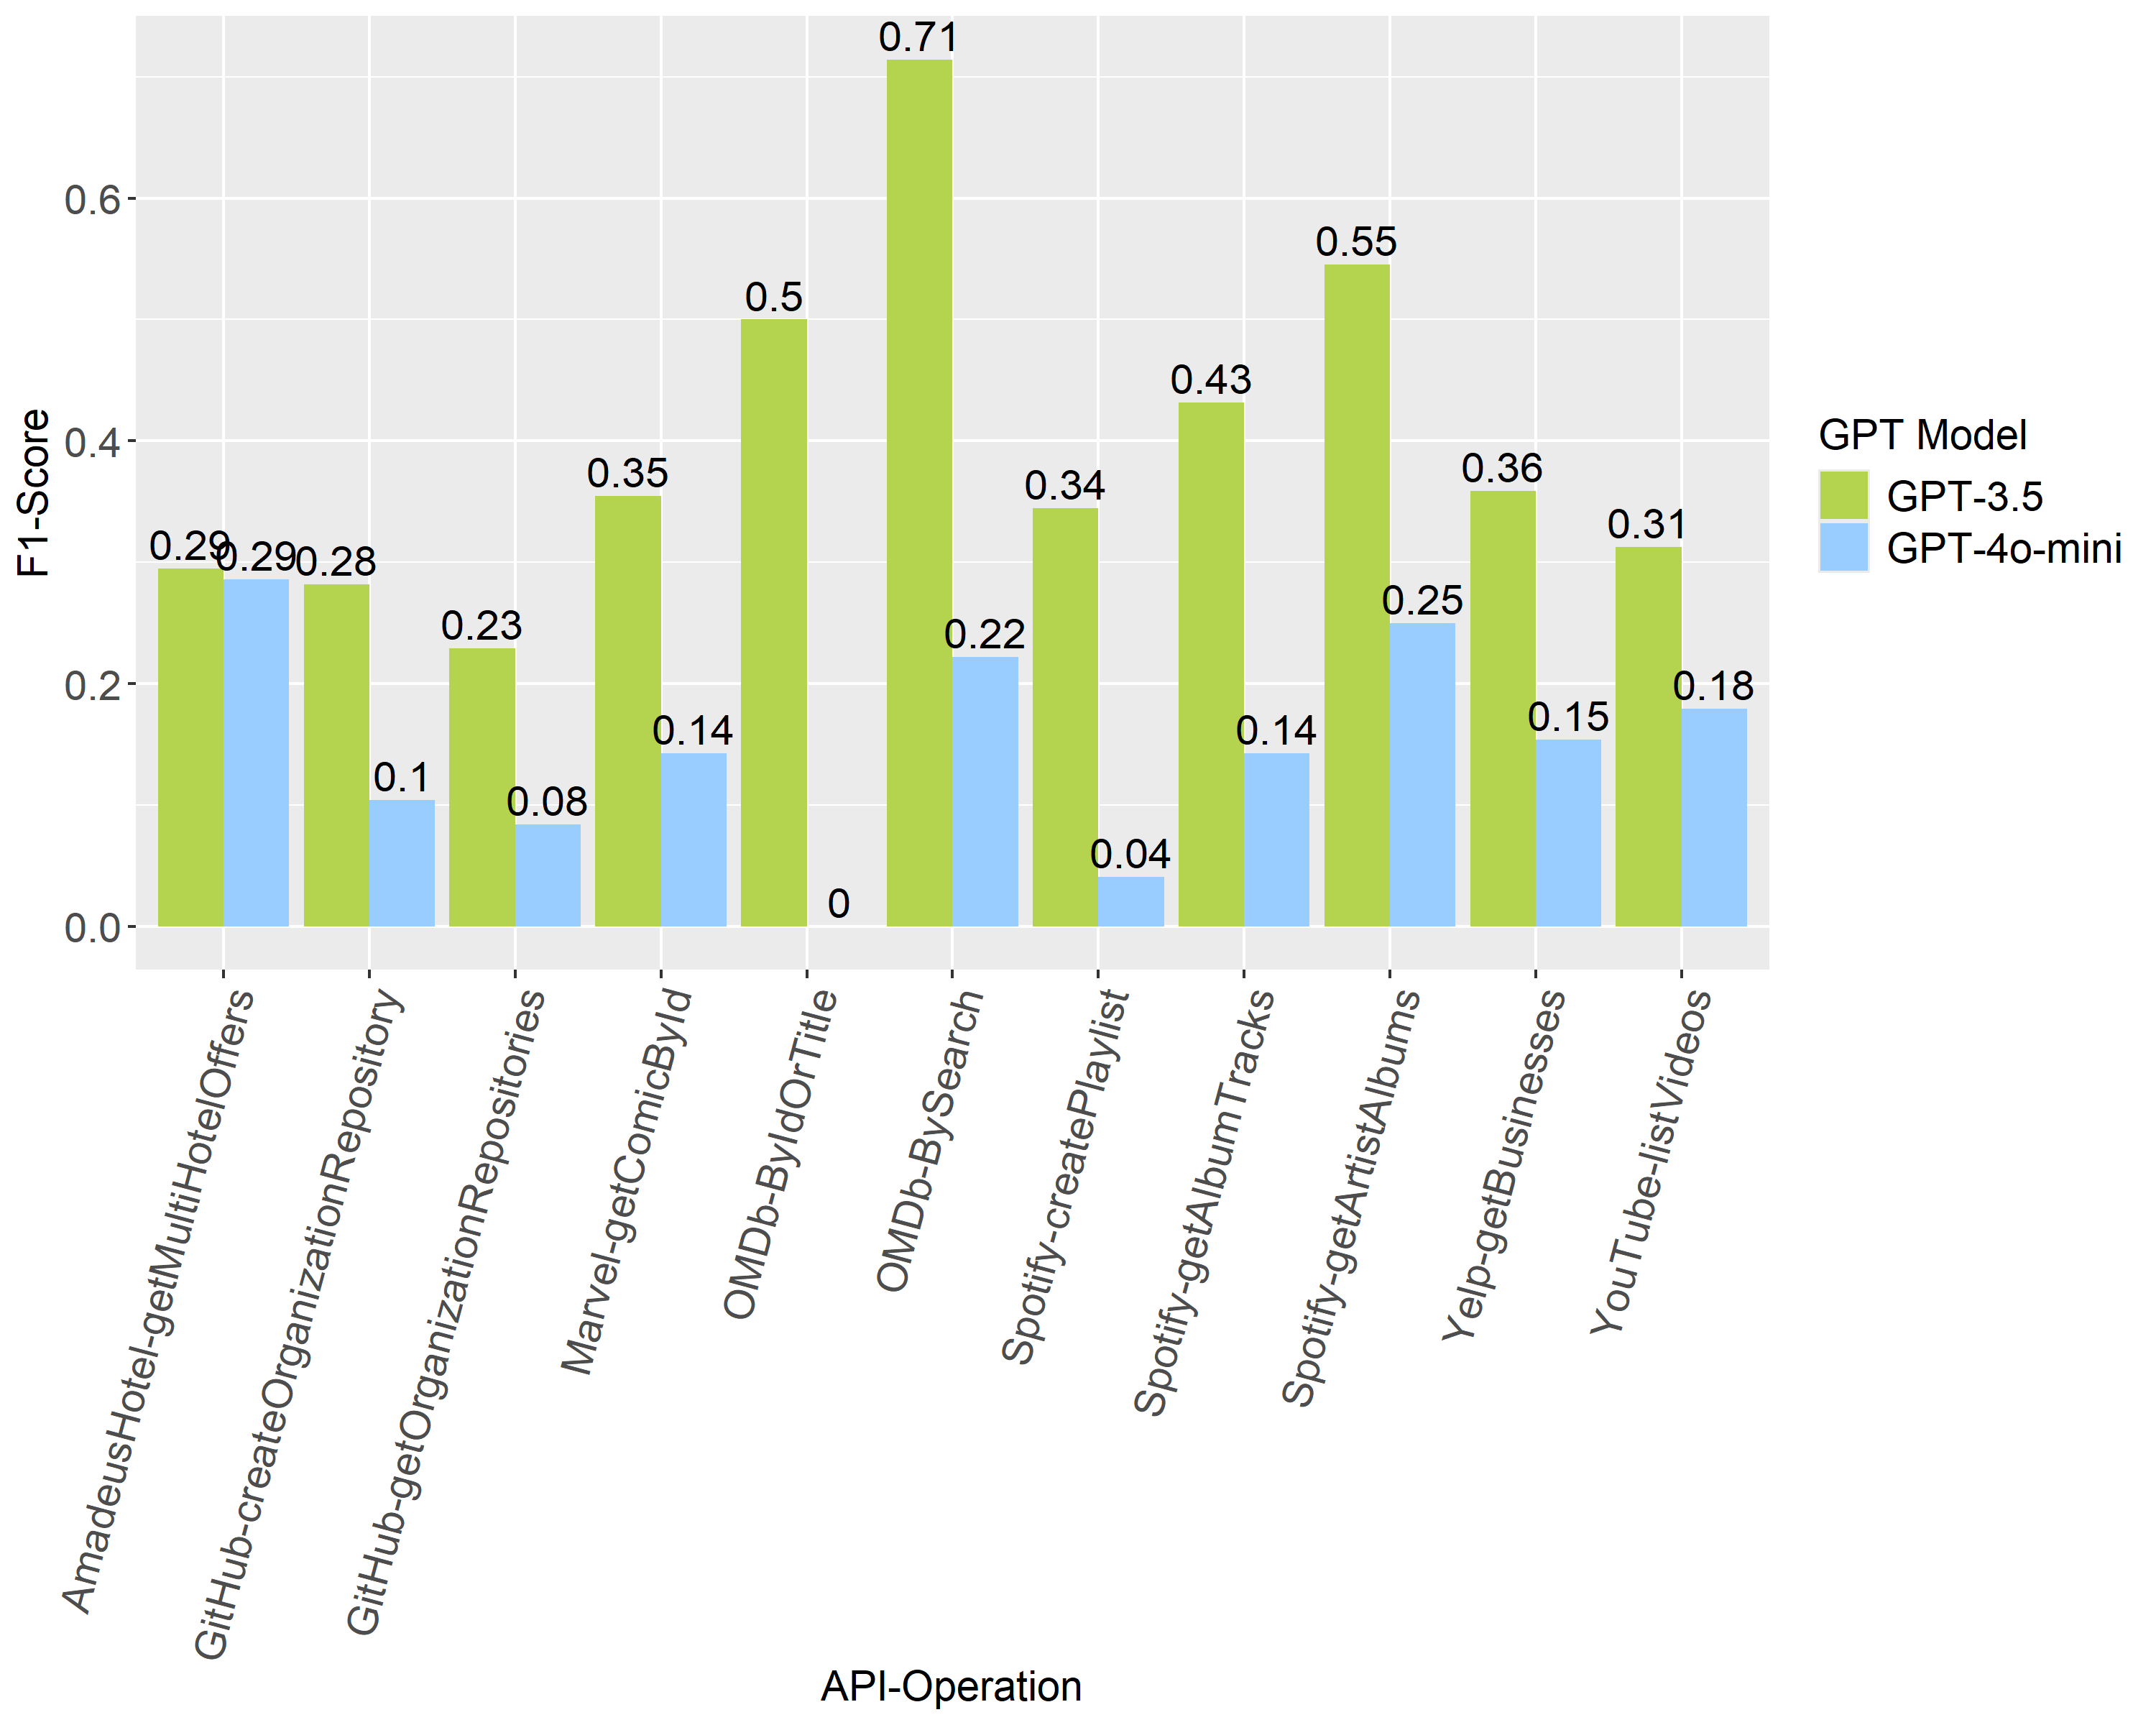 0.71
0.6
0.55
0.5
0.4
0.43
0.35
0.34
0.36
0.29
0.29
0.28
0.31
0.23
0.25
0.22
0.2
0.18
0.14
0.14
0.15
0.1
0.08
0.04
0
0.0
F1-Score
AmadeusHotel-getMultiHotelOffers
GitHub-createOrganizationRepository
GitHub-getOrganizationRepositories
Marvel-getComicById
OMDb-ByIdOrTitle
OMDb-BySearch
Spotify-createPlaylist
Spotify-getAlbumTracks
Spotify-getArtistAlbums
Yelp-getBusinesses
YouTube-listVideos
API-Operation
GPT Model
GPT-3.5
GPT-4o-mini